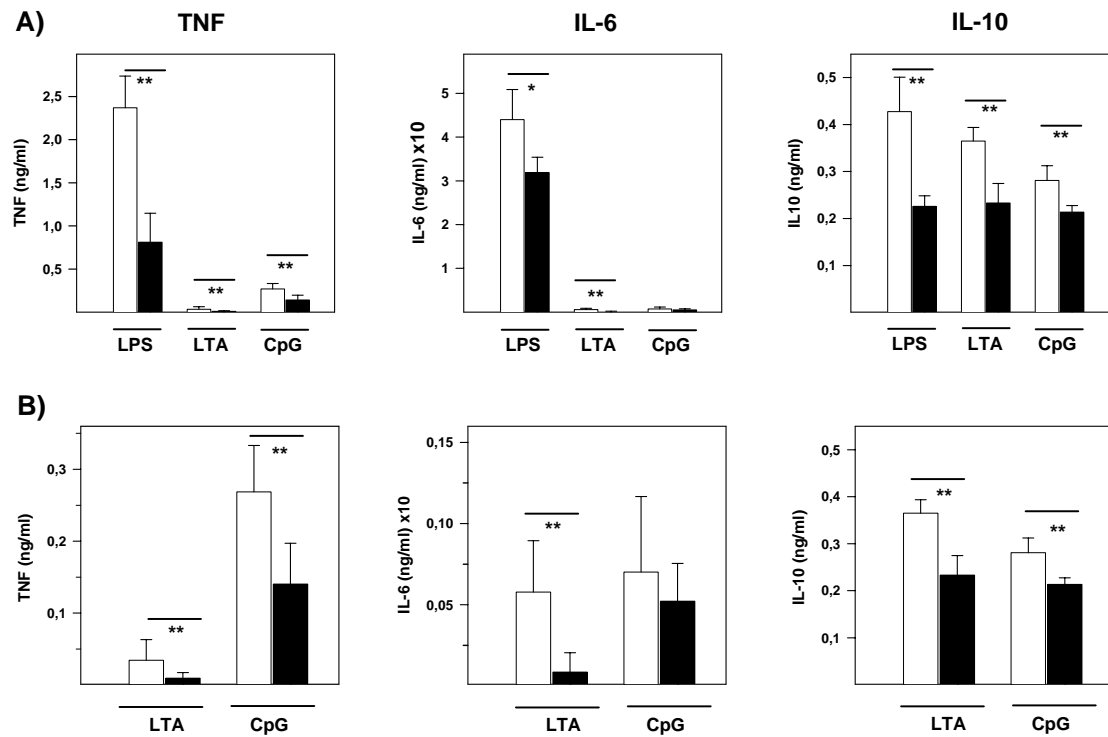 A)
TNF
IL-6
IL-10
TNF (ng/ml)
2,5
2,0
1,0
0,5
**
**
**
LPS
LTA
CpG
IL-6 (ng/ml) x10
5
4
3
2
1
*
**
LPS
LTA
CpG
IL10 (ng/ml)
0,5
0,4
0,3
0,2
0,1
**
**
**
LPS
LTA
CpG
B)
TNF (ng/ml)
0,3
0,2
0,1
**
**
LTA
CpG
IL-6 (ng/ml) x10
0,15
0,10
0,05
**
LTA
CpG
IL-10 (ng/ml)
0,5
0,4
0,3
0,2
0,1
**
**
LTA
CpG